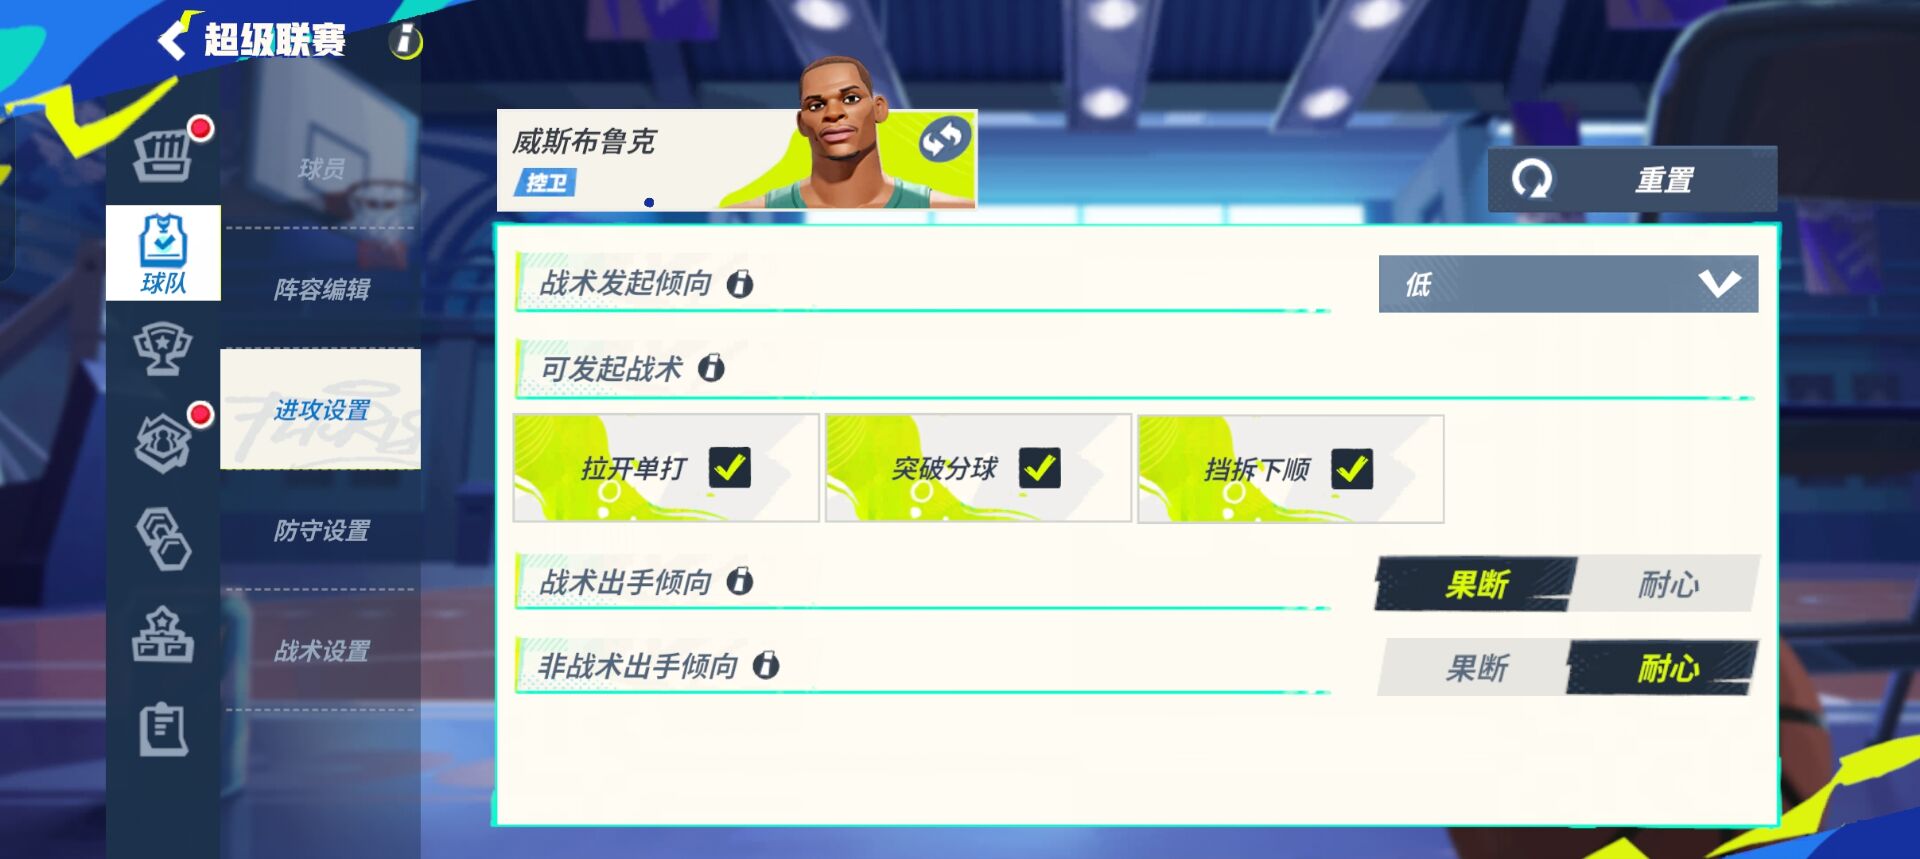 超级联赛
球队
球员
阵容编辑
进攻设置
防守设置
战术设置
威斯布鲁克
控卫
重置
战术发起倾向
低
可发起战术
拉开单打
突破分球
挡拆下顺
战术出手倾向
果断 耐心
非战术出手倾向
果断 耐心